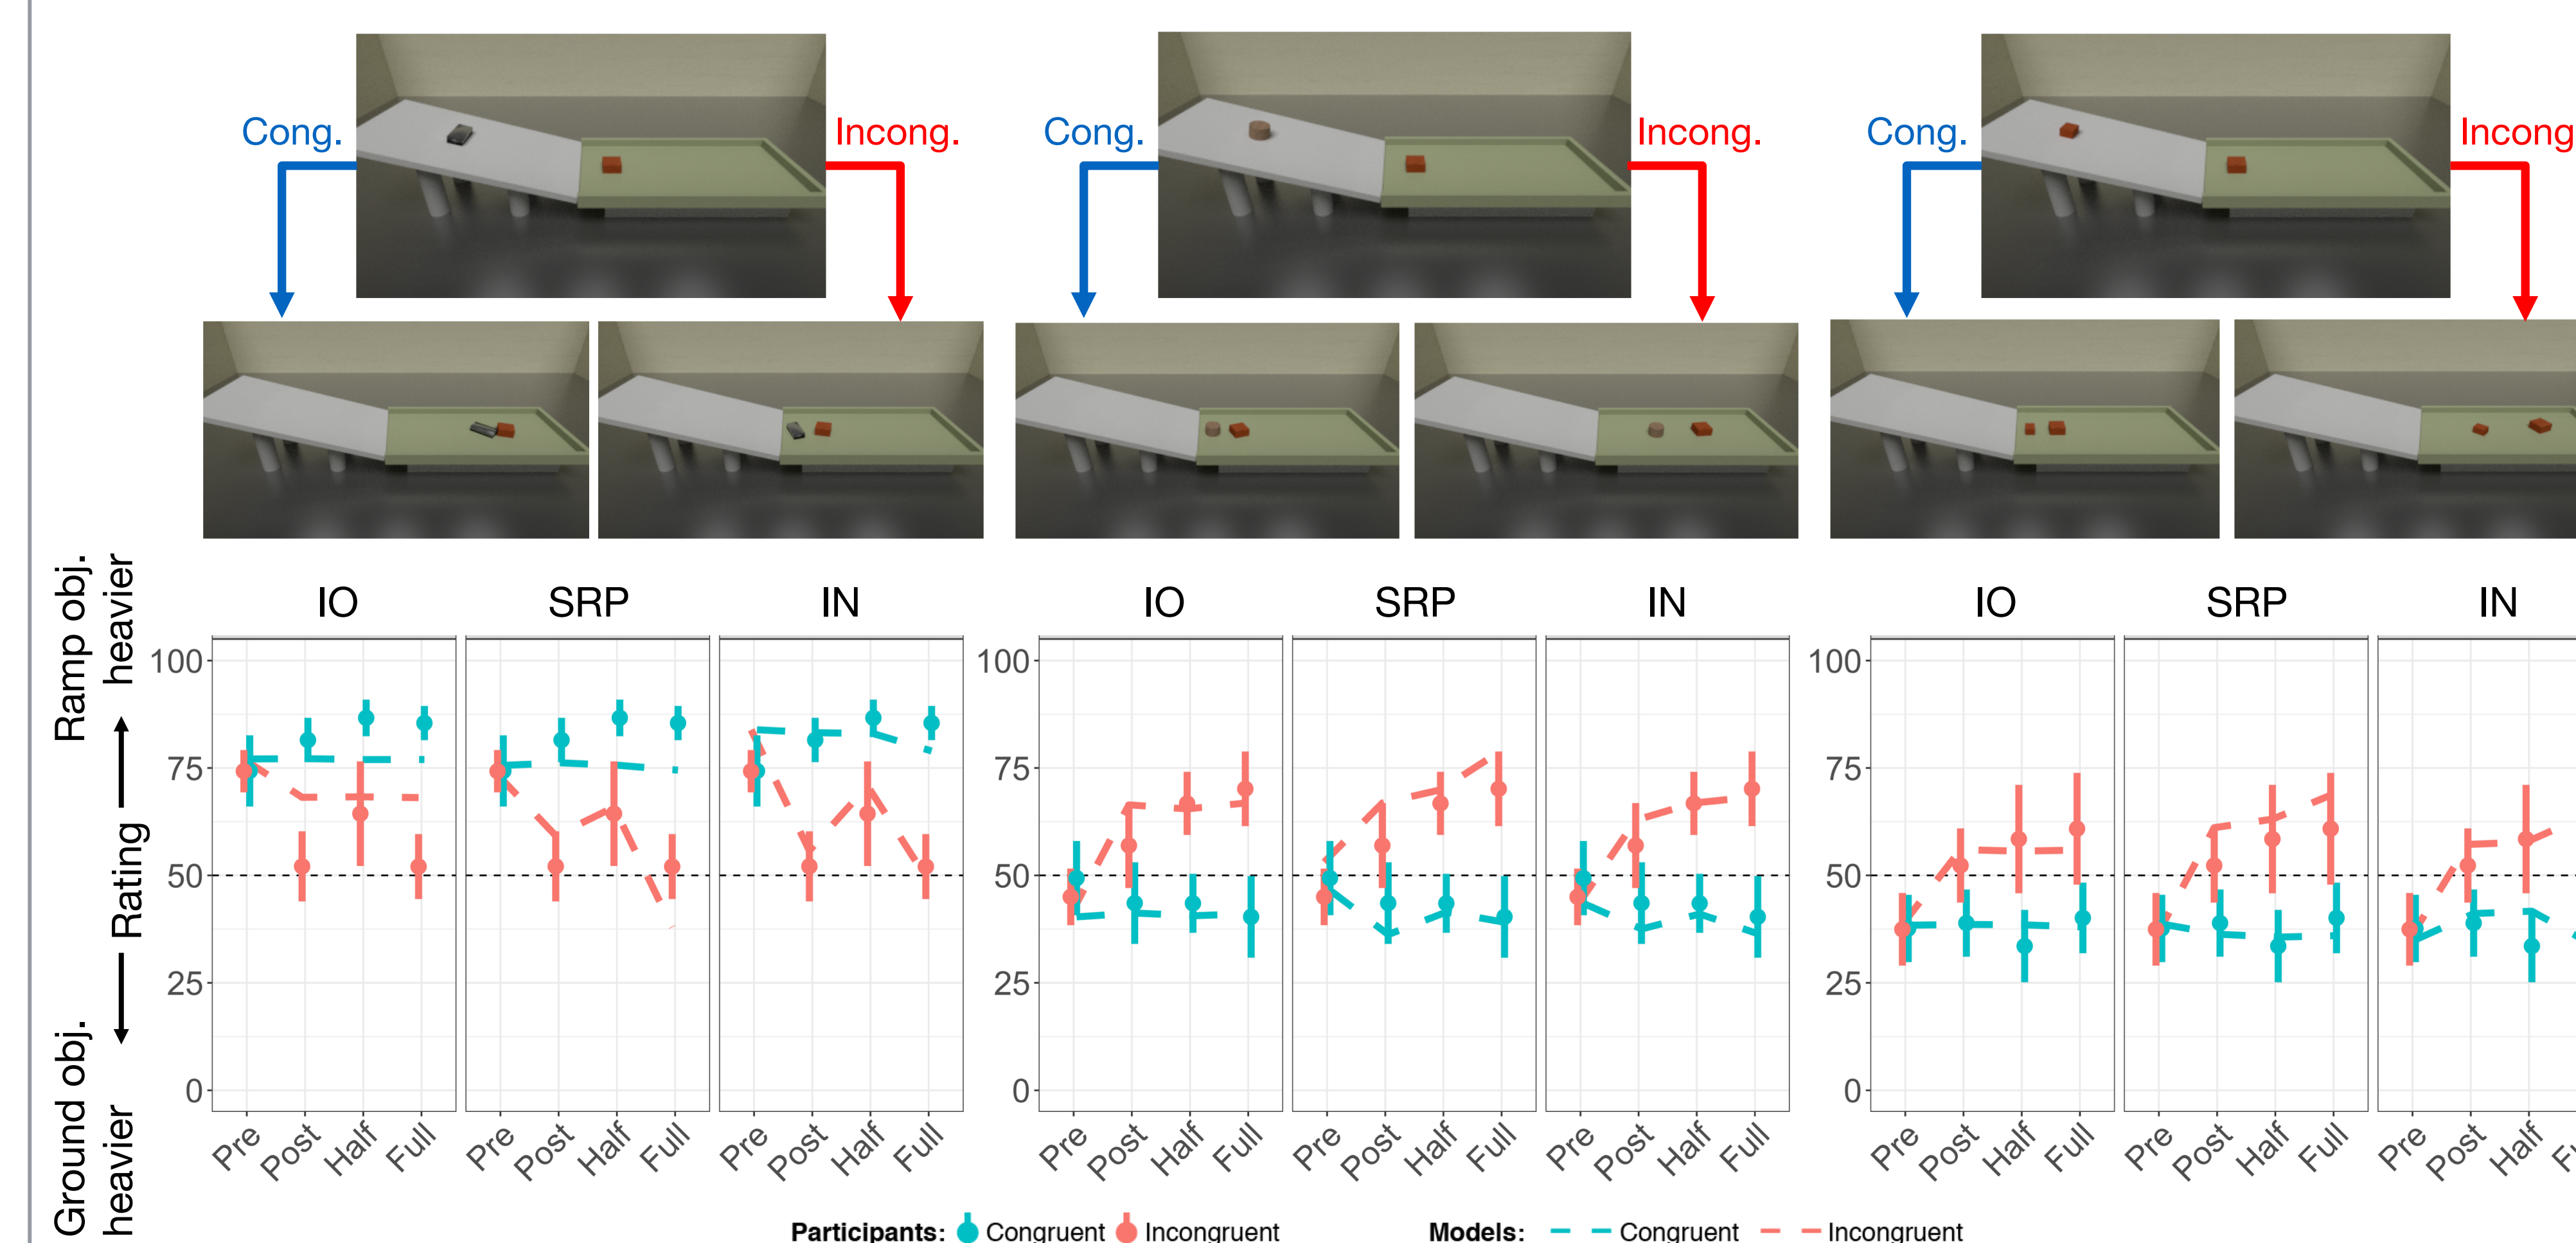 Cong.
Incong.
Cong.
Incong.
Cong.
Incong
Ramp obj.
heavier
Rating
Ground obj.
heavier
IO
SRP
IN
IO
SRP
IN
IO
SRP
IN
100
75
50
25
0
100
75
50
25
0
100
75
50
25
0
Pre Post Half Full
Pre Post Half Full
Pre Post Half Full
Pre Post Half Full
Pre Post Half Full
Pre Post Half Full
Pre Post Half Full
Pre Post Half Full
Pre Post Half
Participants: Congruent Incongruent
Models: Congruent Incongruent